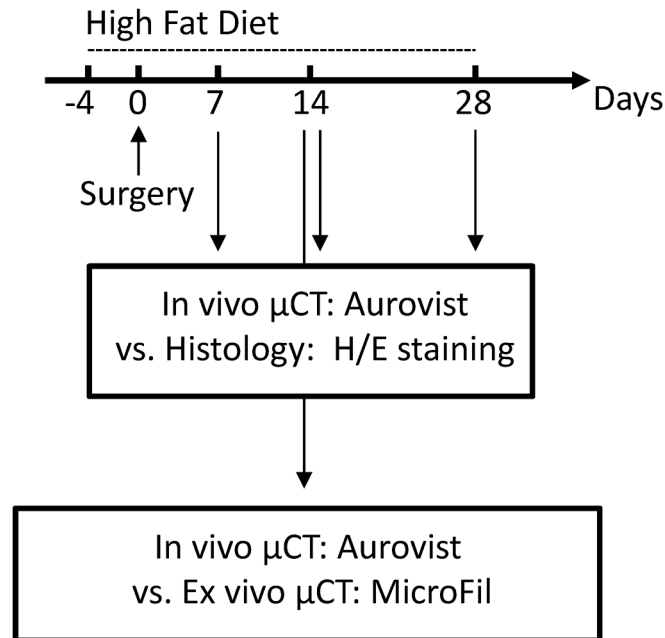 High Fat Diet
-4 0 7 14 28 Days
Surgery
In vivo µCT: Aurovist
vs. Histology: H/E staining
In vivo µCT: Aurovist
vs. Ex vivo µCT: MicroFil